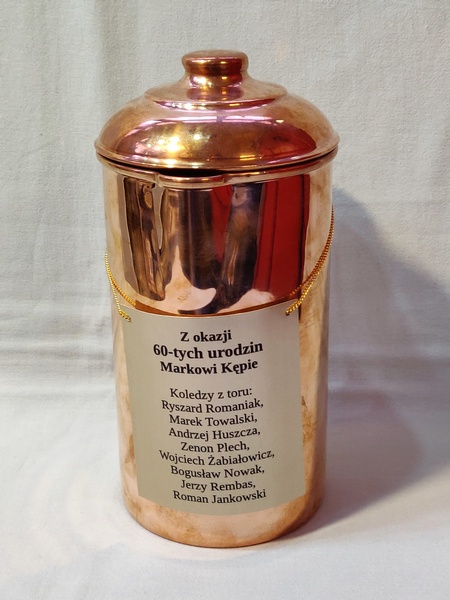 Z okazji
60-tych urodzin
Markowi Kępie
Koledzy z toru:
Ryszard Romaniak,
Marek Towalski,
Andrzej Huszcza,
Zenon Plech,
Wojciech Żabiałowicz,
Bogusław Nowak,
Jerzy Rembas,
Roman Jankowski